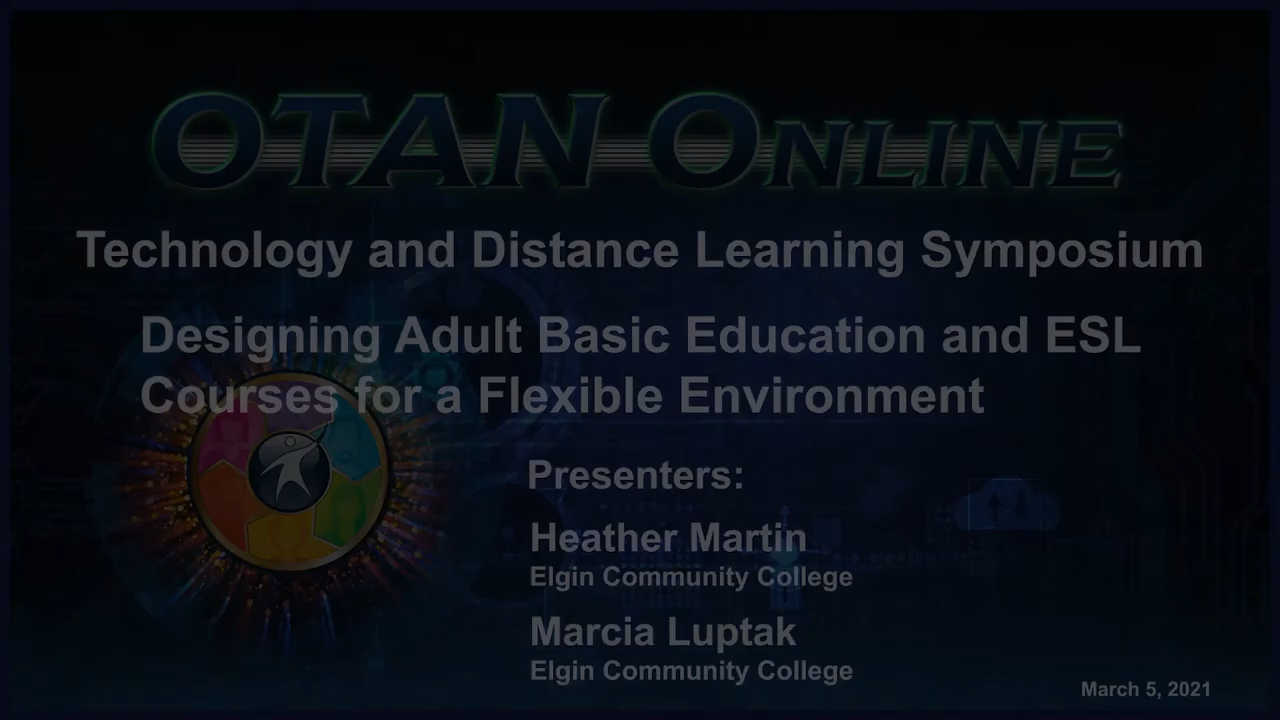 OTAN ONLINE
Technology and Distance Learning Symposium
Designing Adult Basic Education and ESL
Courses for a Flexible Environment
Presenters:
Heather Martin
Elgin Community College
Marcia Luptak
Elgin Community College
March 5, 2021